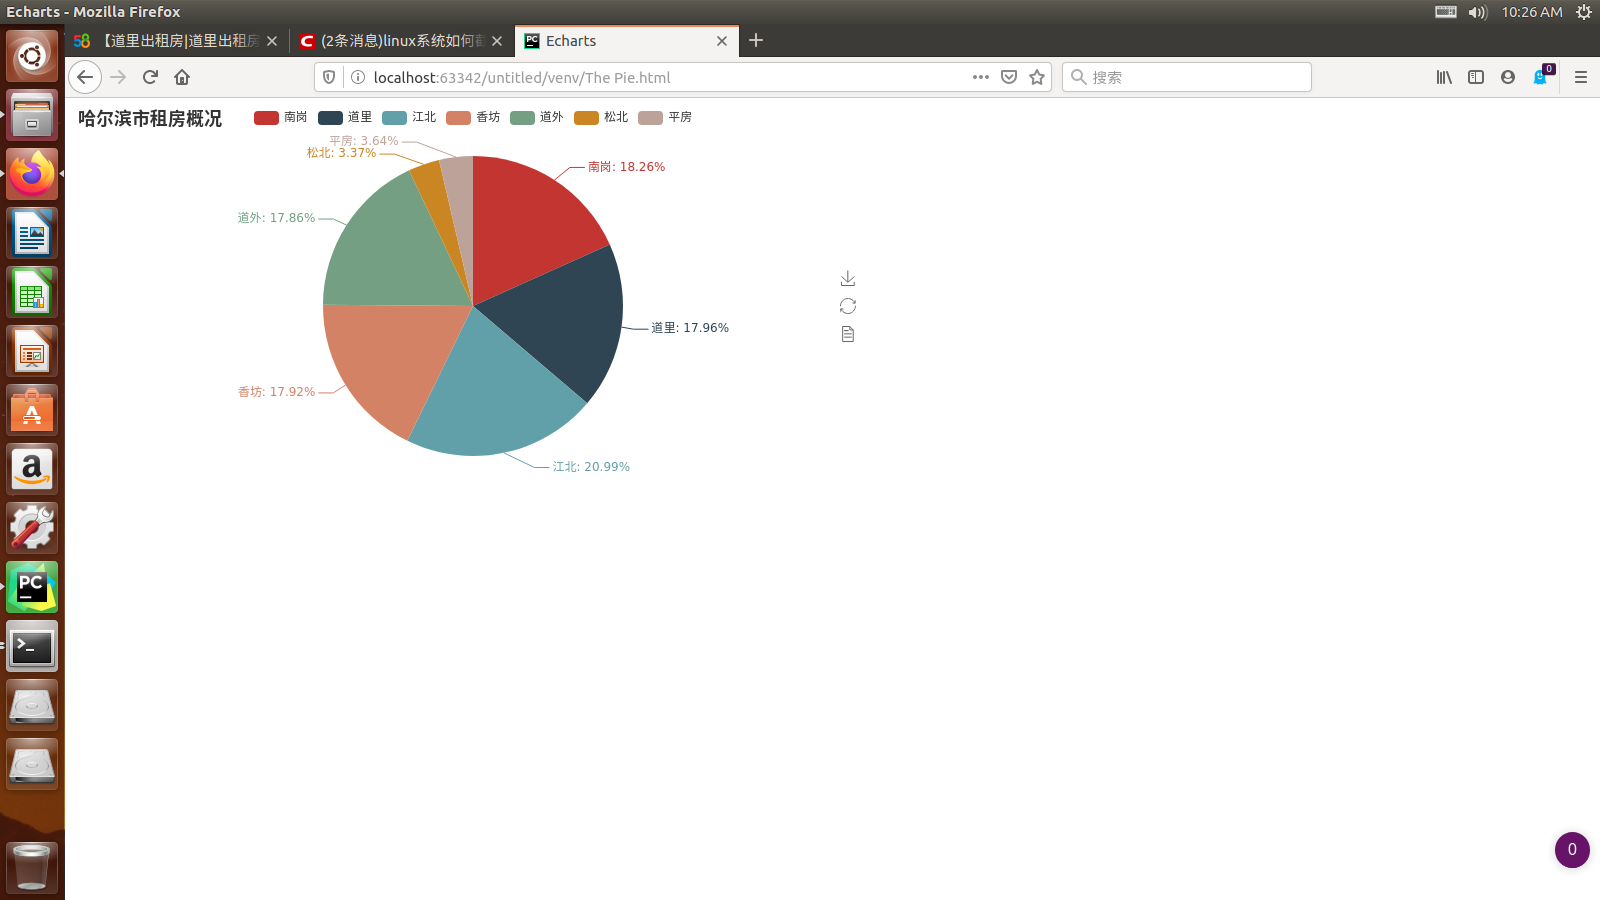 Echarts - Mozilla Firefox
10:26 AM
58 【道里出租房|道里出租房
C (2条消息)linux系统如何截
PC Echarts
localhost:63342/untitled/venv/The Pie.html
搜索
0
哈尔滨市租房概况
南岗 道里 江北 香坊 道外 松北 平房
平房: 3.64%
松北: 3.37%
南岗: 18.26%
道外: 17.86%
道里: 17.96%
香坊: 17.92%
江北: 20.99%
A
a
PC
>_
0